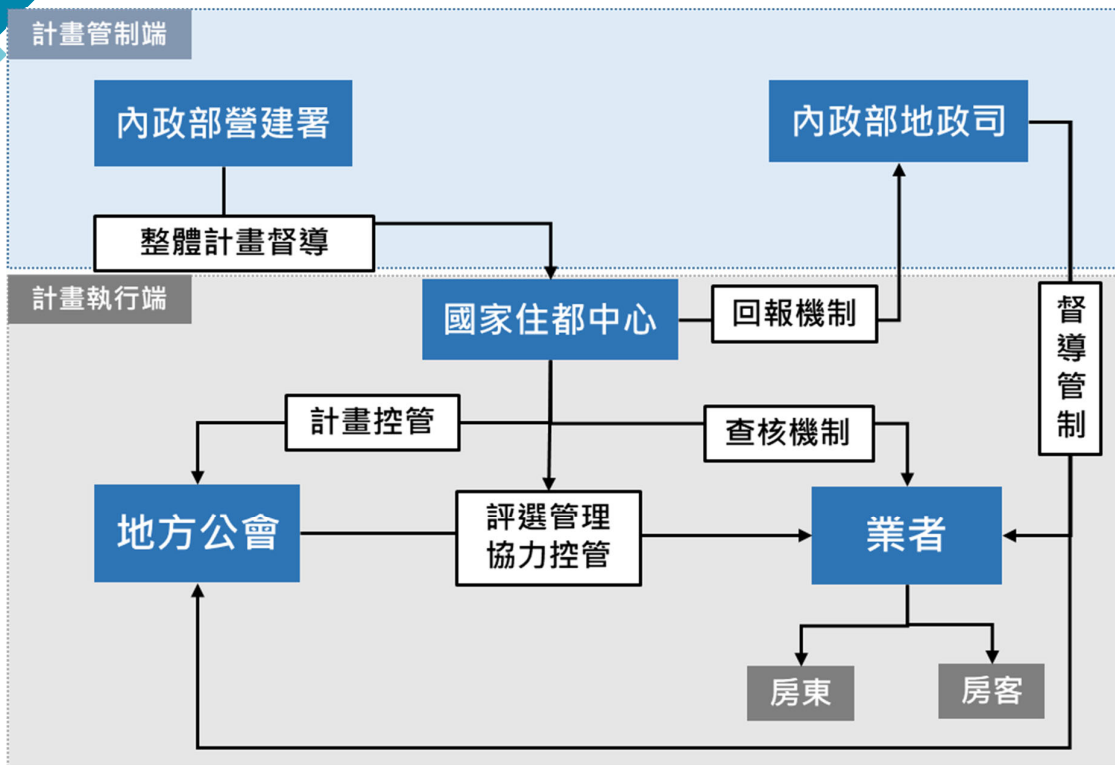 計畫管制端
內政部營建署
內政部地政司
整體計畫督導
計畫執行端
國家住都中心
回報機制
督導管制
計畫控管
查核機制
地方公會
評選管理
協力控管
業者
房東
房客